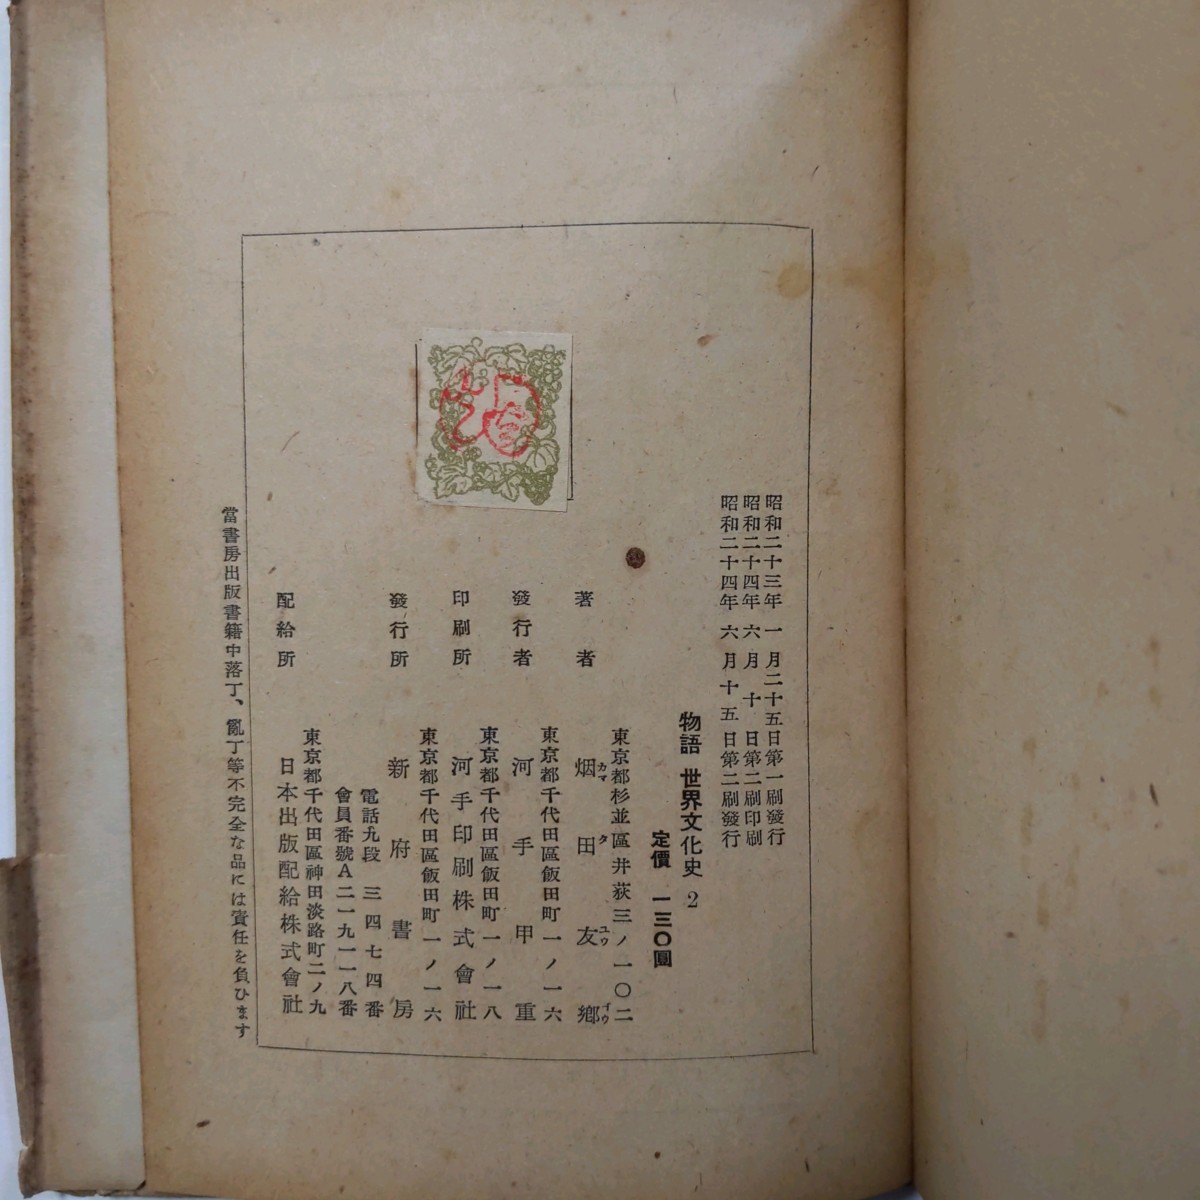 昭和二十三年 一 月二十五日第一刷發行
昭和二十四年 六月 十 日第二刷印刷
昭和二十四年 六 月十五 日第二刷發行
物語 世界文化史 2
定價 一三〇圓
東京都杉並區井荻三ノ一〇二
著者 烟田友鄕
カマ タ ユウ ゴウ
東京都千代田區飯田町一ノ一六
發行者 河手甲重
東京都千代田區飯田町一ノ一八
印刷所 河手印刷株式會社
東京都千代田區飯田町一ノ一六
發行所 新府書房
電話九段 三四七四番
會員番號A二一九一一八番
東京都千代田區神田淡路町二ノ九
配給所 日本出版配給株式會社
當書房出版書籍中落丁、亂丁等不完全な品には責任を負ひます